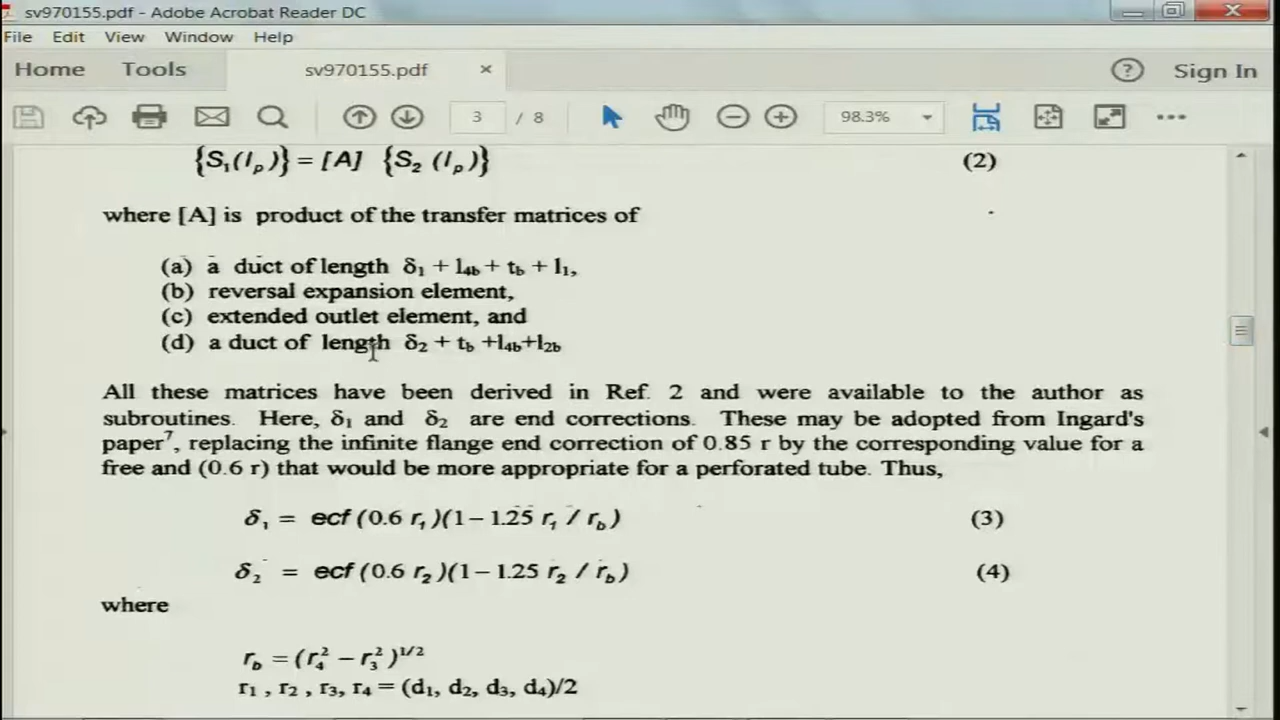 sv970155.pdf - Adobe Acrobat Reader DC
File Edit View Window Help
Home Tools sv970155.pdf × ? Sign In
3 / 8 98.3%
{S₁(lₚ)} = [A] {S₂ (lₚ)} (2)
where [A] is product of the transfer matrices of
(a) a duct of length δ₁ + l₄b + tb + l₁,
(b) reversal expansion element,
(c) extended outlet element, and
(d) a duct of length δ₂ + tb +l₄b+l₂b
All these matrices have been derived in Ref. 2 and were available to the author as
subroutines. Here, δ₁ and δ₂ are end corrections. These may be adopted from Ingard's
paper⁷, replacing the infinite flange end correction of 0.85 r by the corresponding value for a
free and (0.6 r) that would be more appropriate for a perforated tube. Thus,
δ₁ = ecf (0.6 r₁)(1− 1.25 r₁ / rb) (3)
δ₂ = ecf (0.6 r₂)(1− 1.25 r₂ / rb) (4)
where
rb = (r₄² − r₃²)^1/2
r₁ , r₂ , r₃, r₄ = (d₁, d₂, d₃, d₄)/2